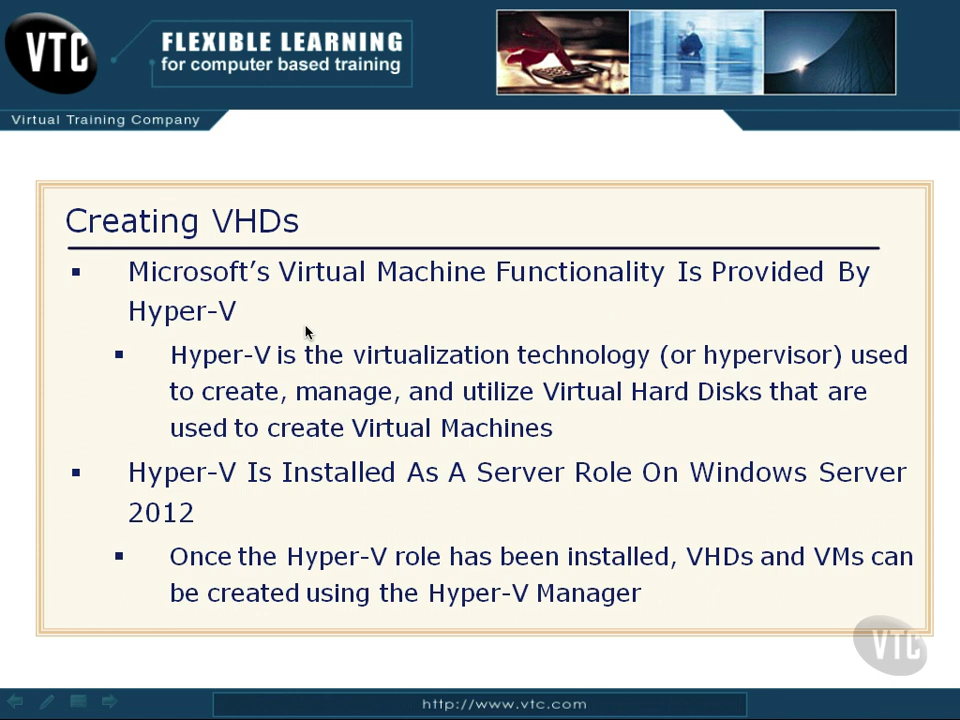 VTC
FLEXIBLE LEARNING
for computer based training
Virtual Training Company
Creating VHDs
▪ Microsoft's Virtual Machine Functionality Is Provided By
Hyper-V
▪ Hyper-V is the virtualization technology (or hypervisor) used
to create, manage, and utilize Virtual Hard Disks that are
used to create Virtual Machines
▪ Hyper-V Is Installed As A Server Role On Windows Server
2012
▪ Once the Hyper-V role has been installed, VHDs and VMs can
be created using the Hyper-V Manager
VTC
http://www.vtc.com